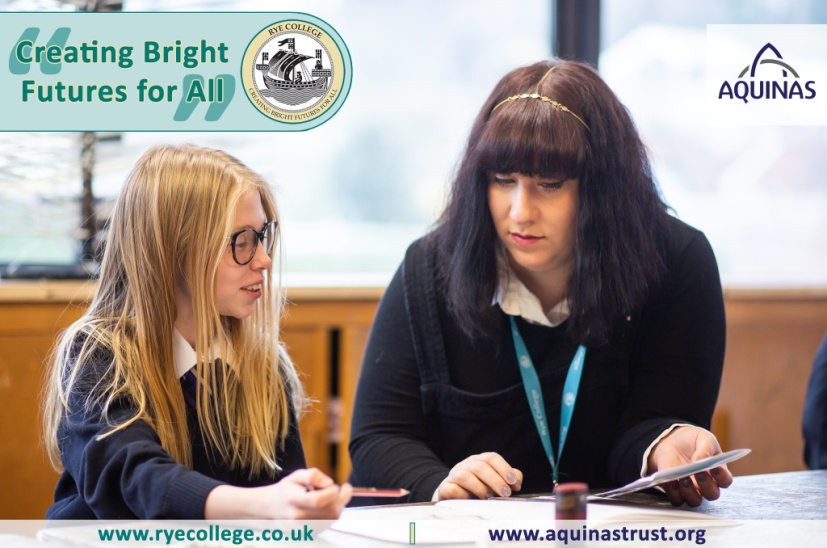 “Creating Bright
Futures for All”
RYE COLLEGE
CREATING BRIGHT FUTURES FOR ALL
AQUINAS
www.ryecollege.co.uk
www.aquinastrust.org